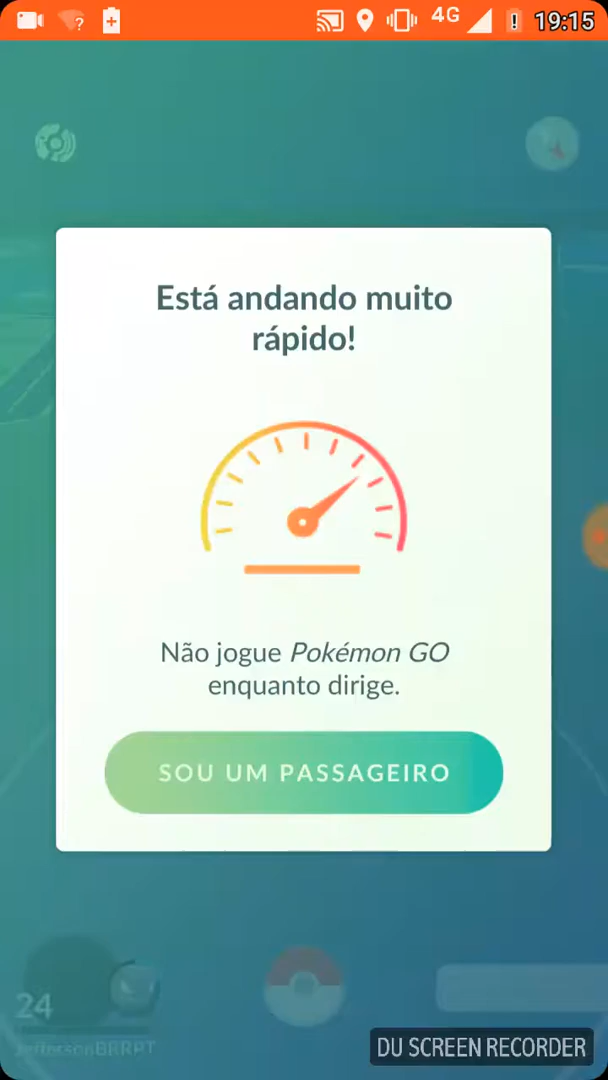 4G 19:15
Está andando muito
rápido!
Não jogue Pokémon GO
enquanto dirige.
SOU UM PASSAGEIRO
24
JeffersonBRRPT
DU SCREEN RECORDER